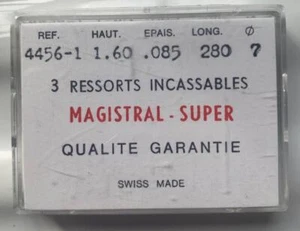 REF. HAUT. EPAIS. LONG. Ø
4456-1 1.60 .085 280 7
3 RESSORTS INCASSABLES
MAGISTRAL - SUPER
QUALITE GARANTIE
SWISS MADE